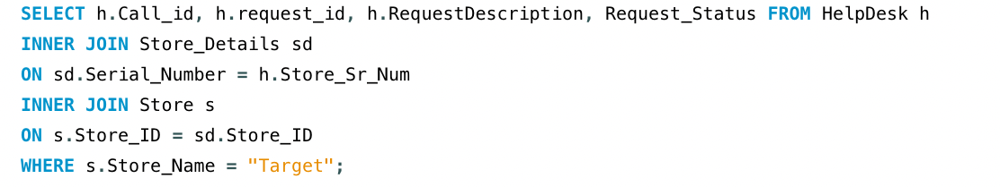 SELECT h.Call_id, h.request_id, h.RequestDescription, Request_Status FROM HelpDesk h
INNER JOIN Store_Details sd
ON sd.Serial_Number = h.Store_Sr_Num
INNER JOIN Store s
ON s.Store_ID = sd.Store_ID
WHERE s.Store_Name = "Target";